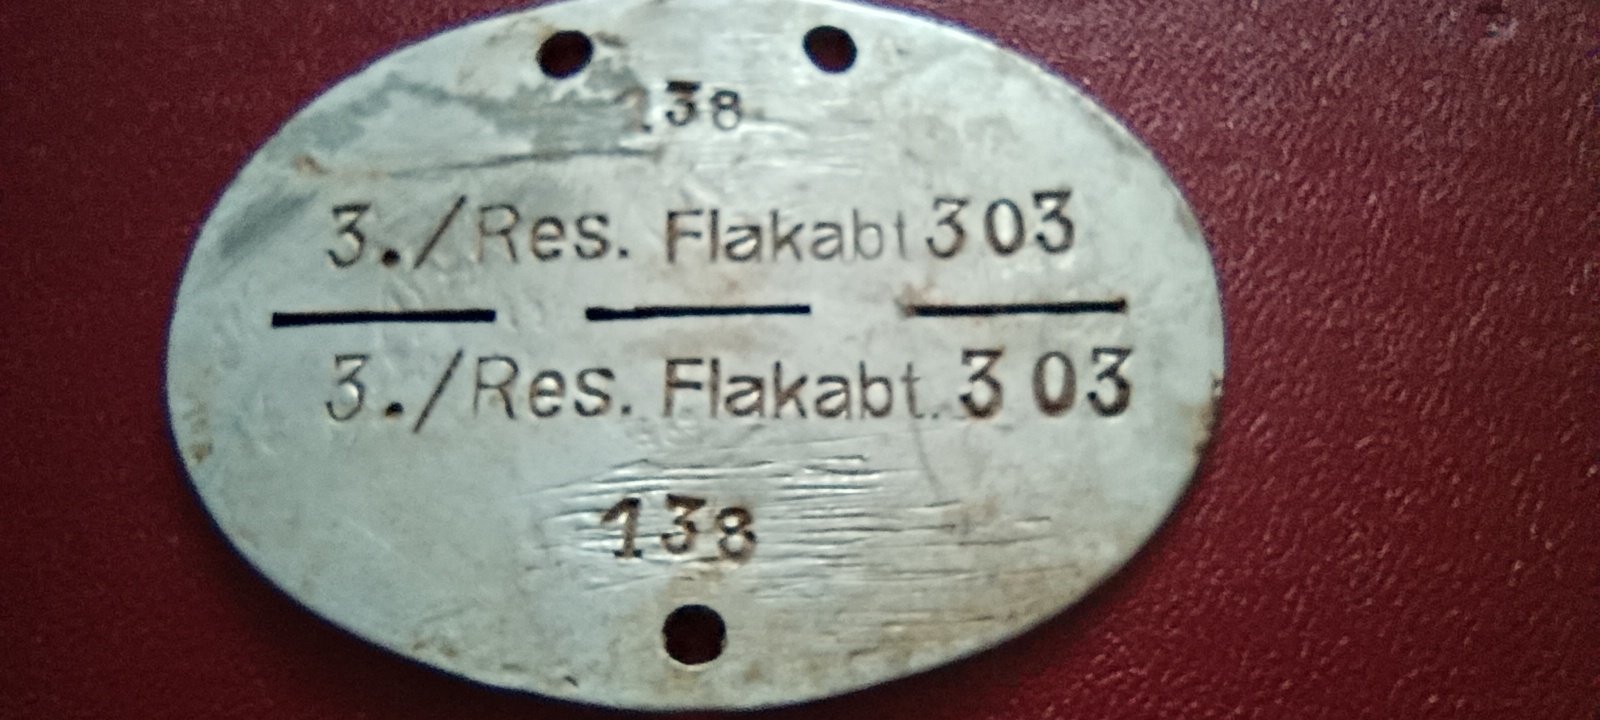 138
3./Res. Flakabt 303
3./Res. Flakabt. 303
138